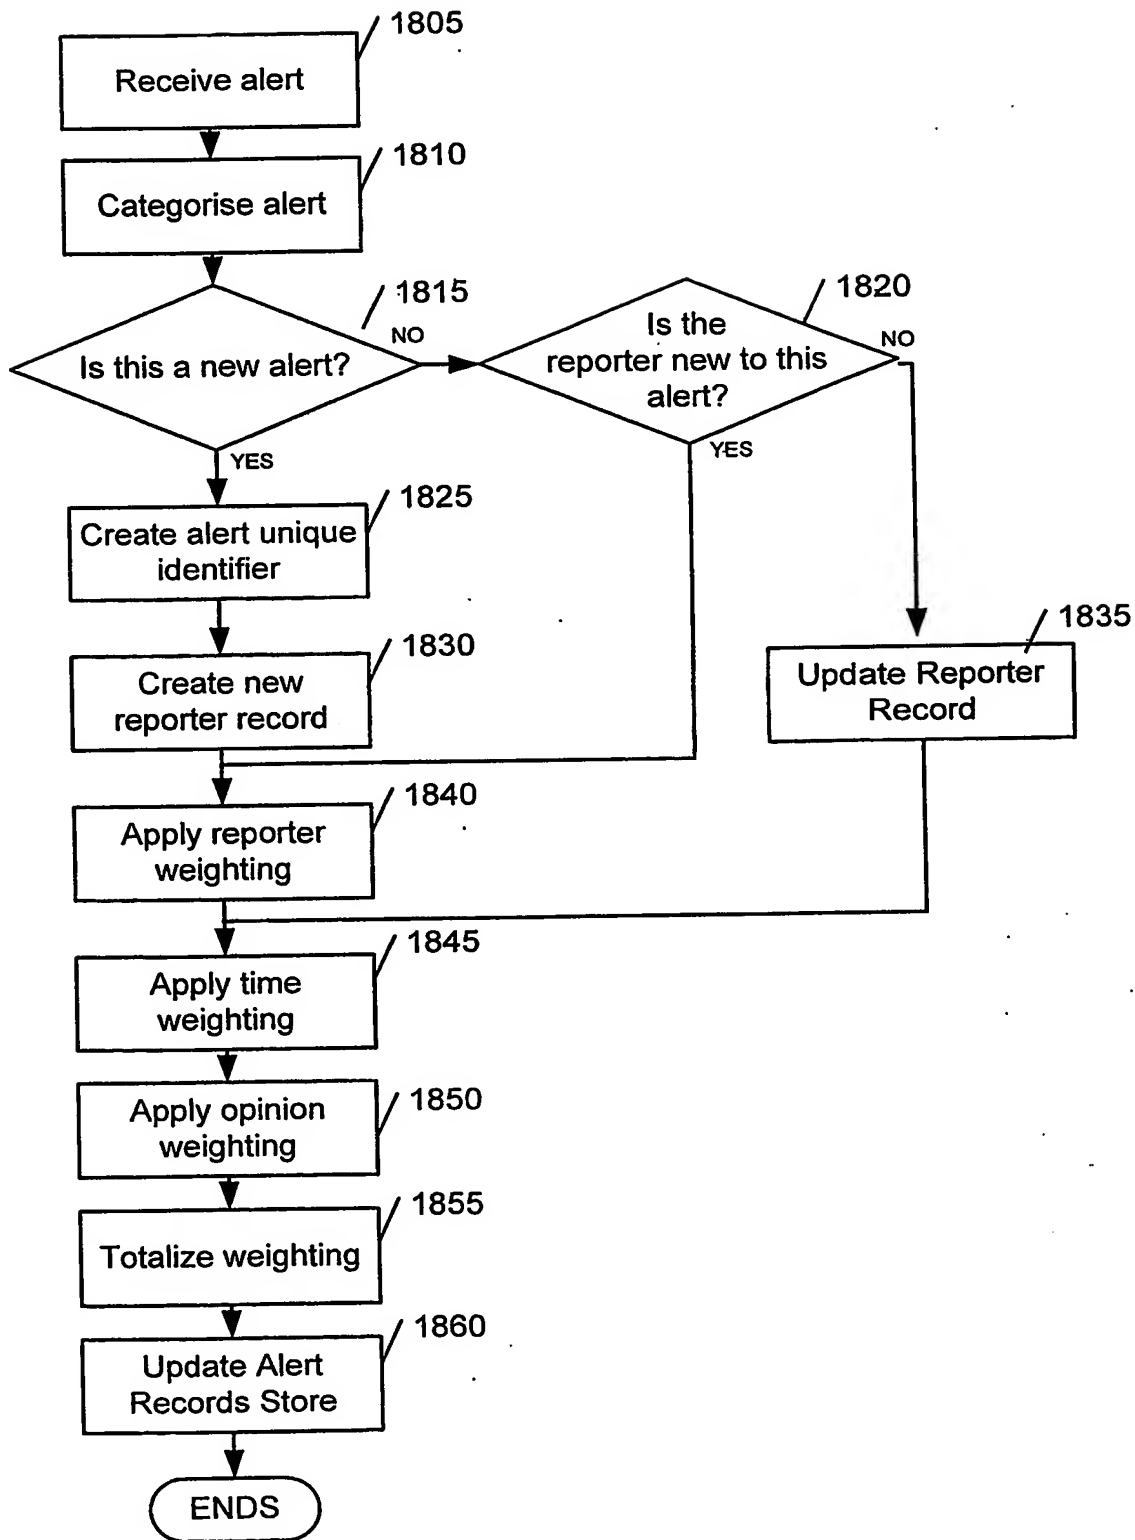 1805
Receive alert
1810
Categorise alert
1815
Is this a new alert?
NO
YES
1820
Is the
reporter new to this
alert?
NO
YES
1825
Create alert unique
identifier
1830
Create new
reporter record
1835
Update Reporter
Record
1840
Apply reporter
weighting
1845
Apply time
weighting
1850
Apply opinion
weighting
1855
Totalize weighting
1860
Update Alert
Records Store
ENDS